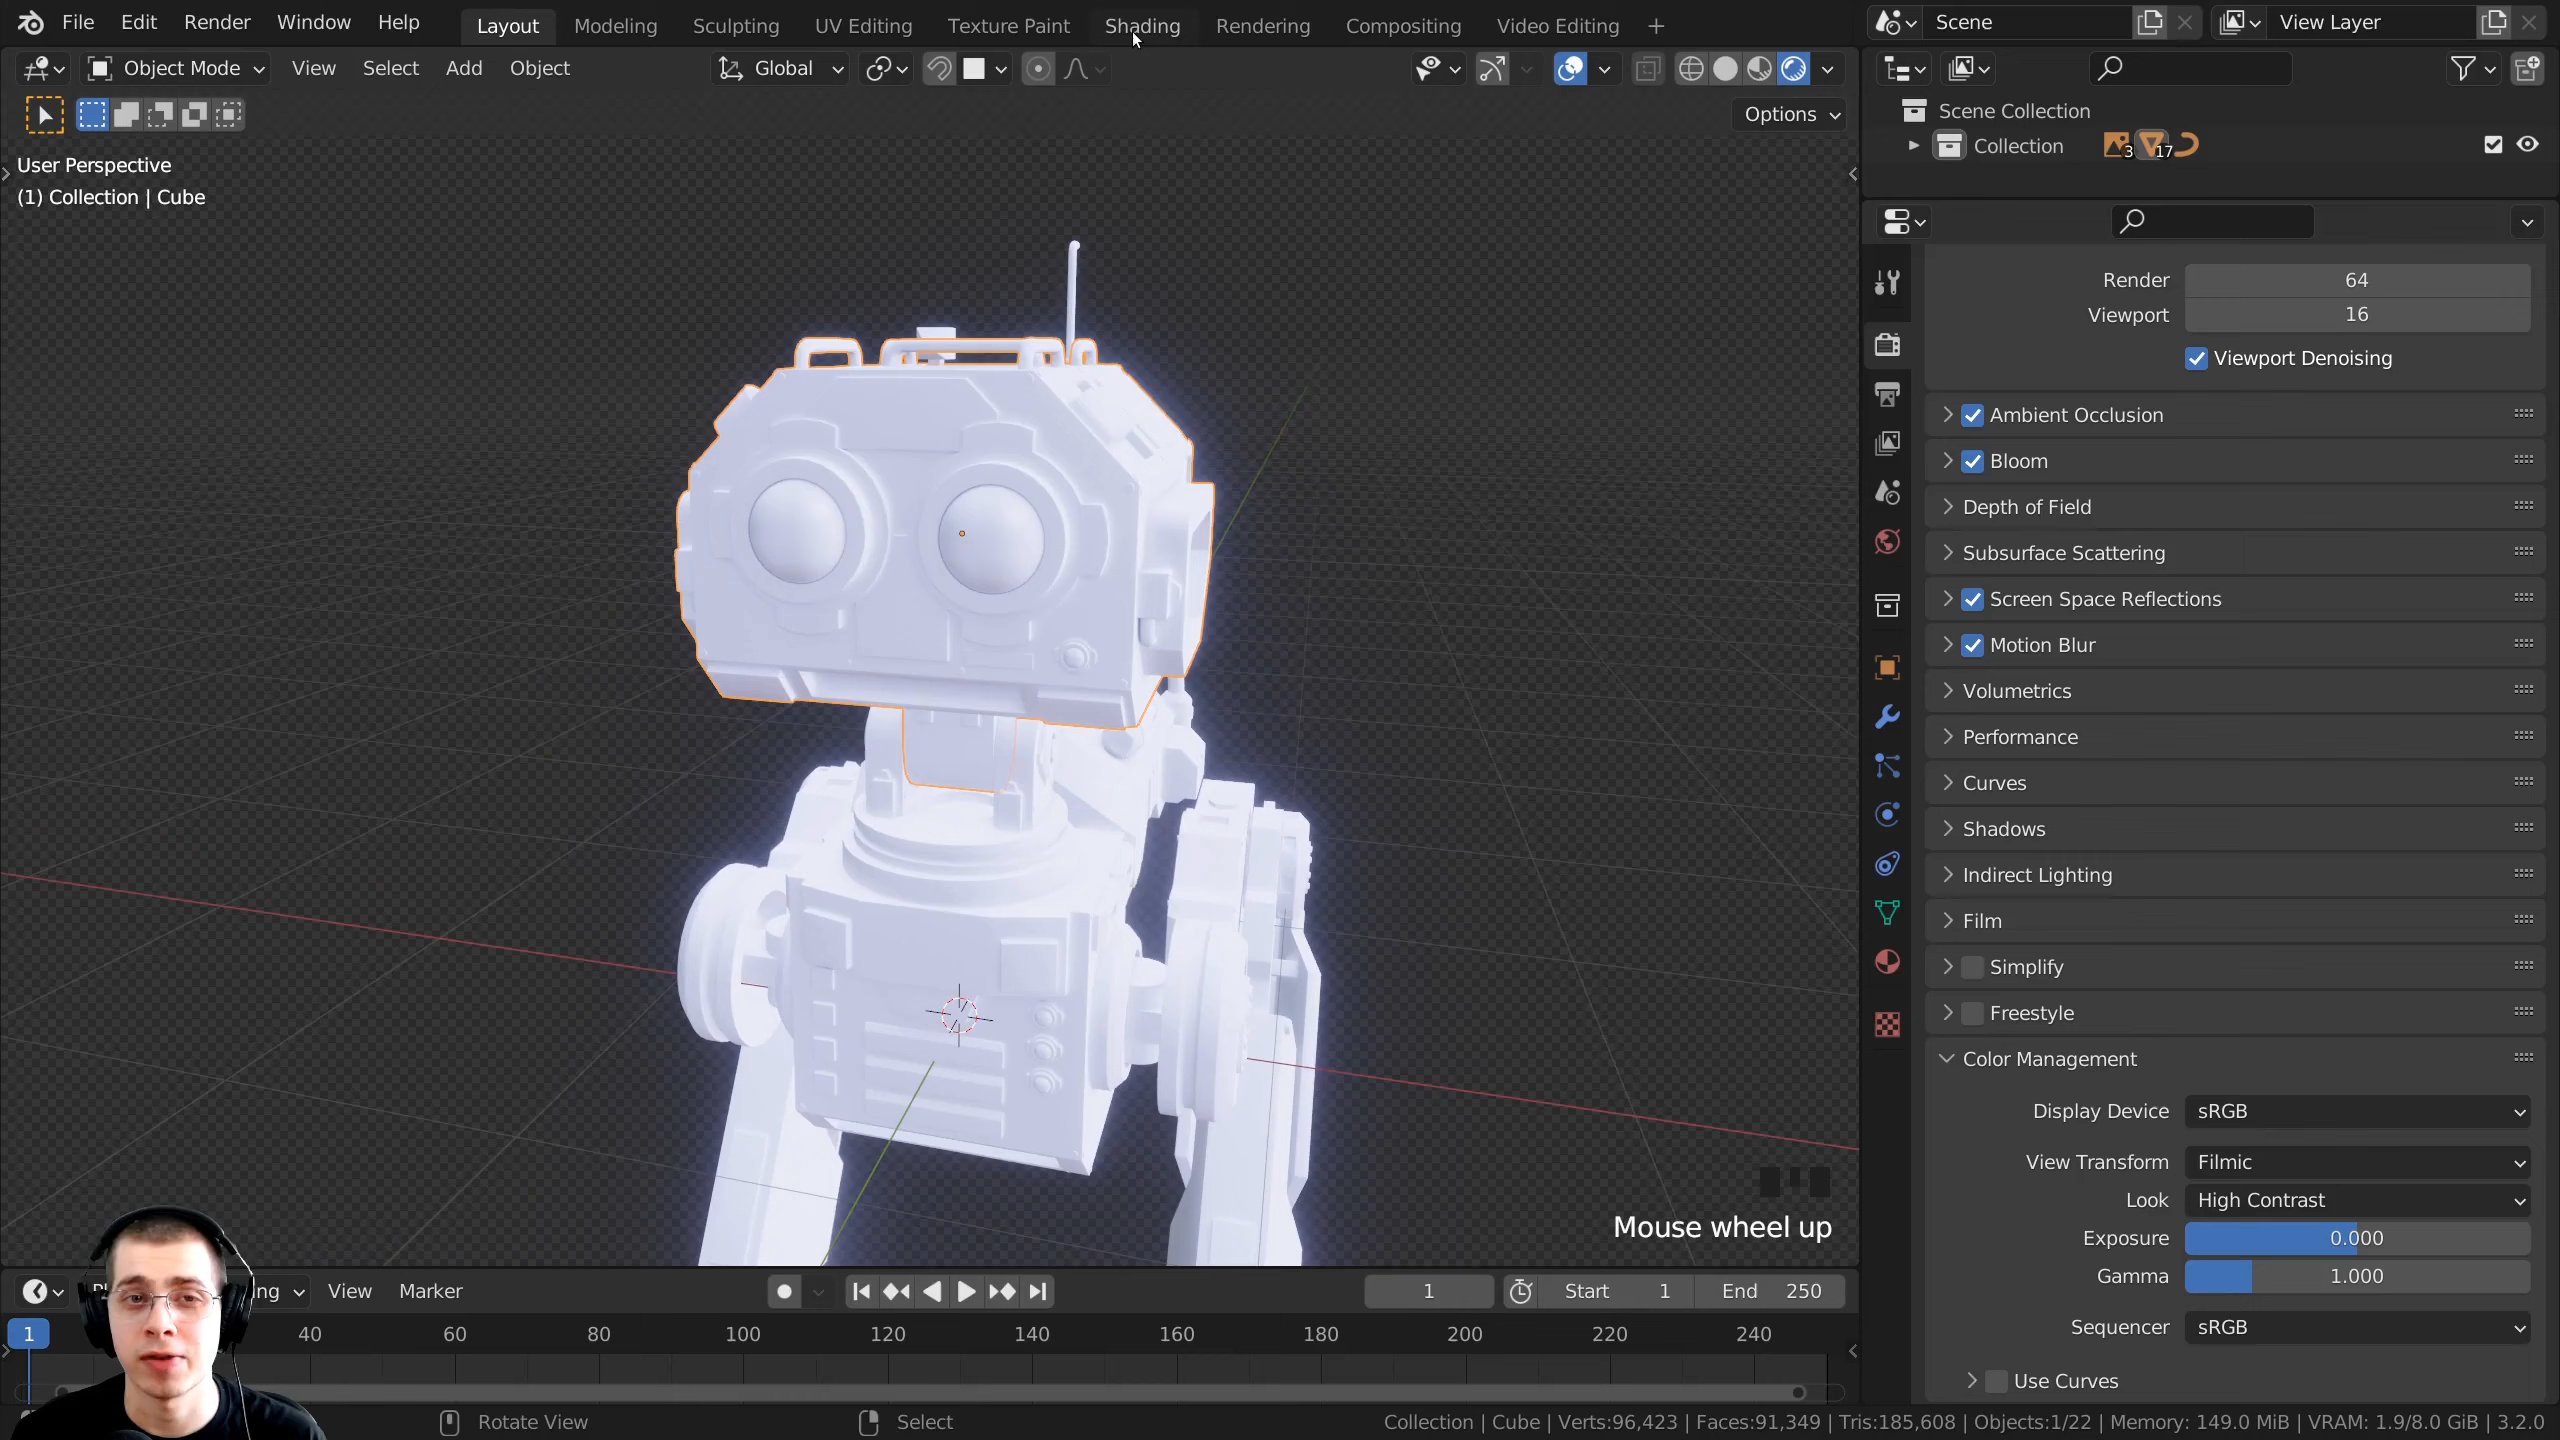 File Edit Render Window Help Layout Modeling Sculpting UV Editing Texture Paint Shading Rendering Compositing Video Editing + Scene View Layer
Object Mode View Select Add Object Global
Options
User Perspective
(1) Collection | Cube
Scene Collection
Collection 3 17
Render 64
Viewport 16
Viewport Denoising
Ambient Occlusion
Bloom
Depth of Field
Subsurface Scattering
Screen Space Reflections
Motion Blur
Volumetrics
Performance
Curves
Shadows
Indirect Lighting
Film
Simplify
Freestyle
Color Management
Display Device sRGB
View Transform Filmic
Look High Contrast
Exposure 0.000
Gamma 1.000
Sequencer sRGB
Use Curves
Mouse wheel up
View Marker 1 Start 1 End 250
1 40 60 80 100 120 140 160 180 200 220 240
Rotate View Select Collection | Cube | Verts:96,423 | Faces:91,349 | Tris:185,608 | Objects:1/22 | Memory: 149.0 MiB | VRAM: 1.9/8.0 GiB | 3.2.0